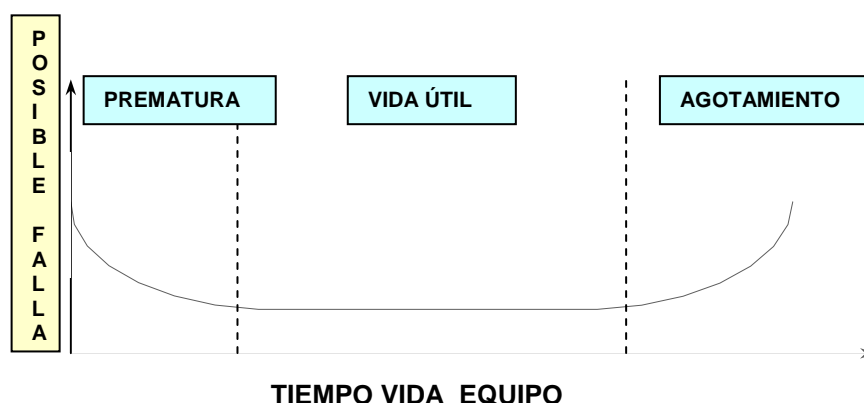 POSIBLE FALLA
PREMATURA
VIDA ÚTIL
AGOTAMIENTO
TIEMPO VIDA EQUIPO